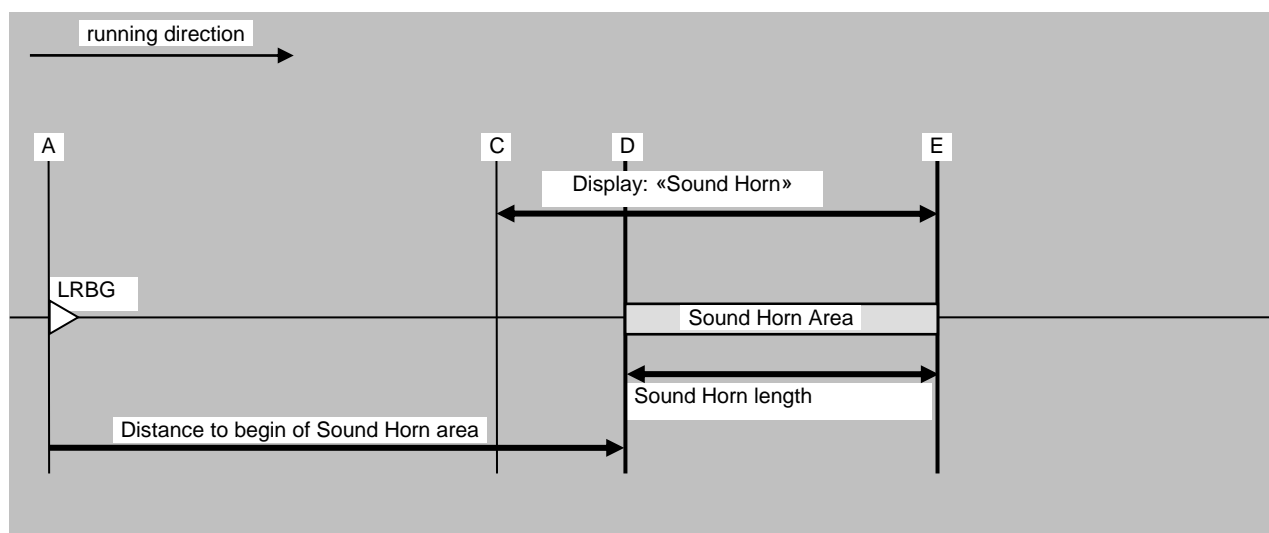 running direction
A
C
D
E
Display: «Sound Horn»
LRBG
Sound Horn Area
Sound Horn length
Distance to begin of Sound Horn area